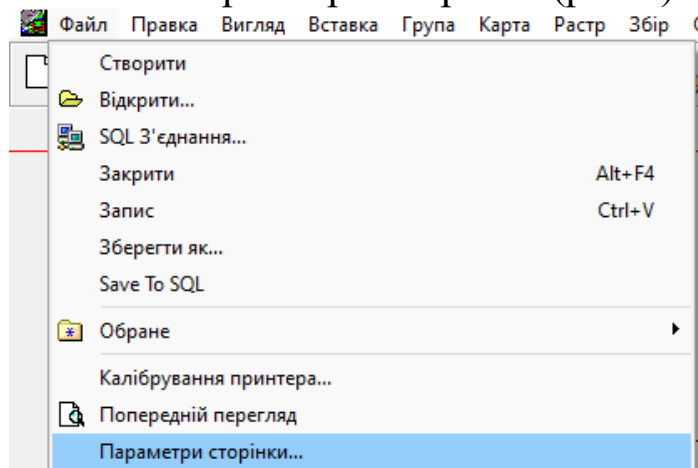 Файл Правка Вигляд Вставка Група Карта Растр Збір
Створити
Відкрити...
SQL З'єднання...
Закрити Alt+F4
Запис Ctrl+V
Зберегти як...
Save To SQL
Обране
Калібрування принтера...
Попередній перегляд
Параметри сторінки...